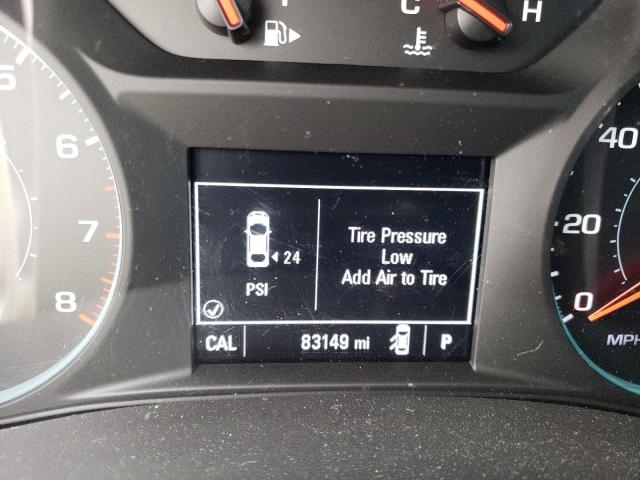 C H
5
6
7
8
24
PSI
Tire Pressure
Low
Add Air to Tire
CAL 83149 mi P
40
20
0
MPH